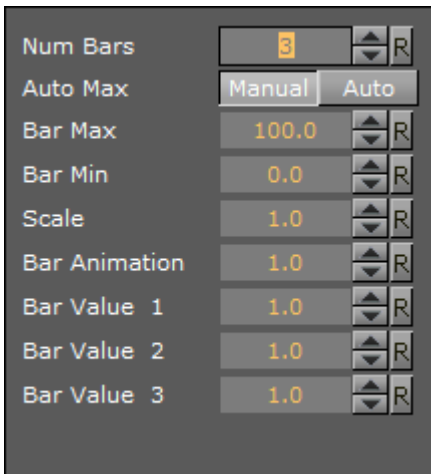 Num Bars 3 R
Auto Max Manual Auto
Bar Max 100.0 R
Bar Min 0.0 R
Scale 1.0 R
Bar Animation 1.0 R
Bar Value 1 1.0 R
Bar Value 2 1.0 R
Bar Value 3 1.0 R